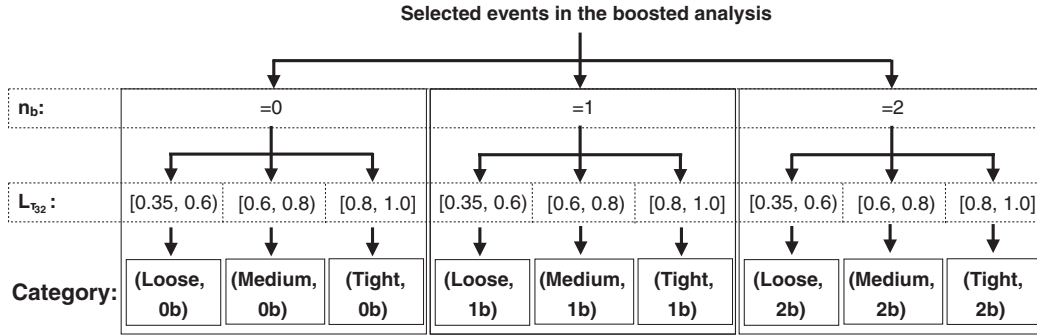 Selected events in the boosted analysis
n_b: =0 =1 =2
L_τ32: [0.35, 0.6) [0.6, 0.8) [0.8, 1.0] [0.35, 0.6) [0.6, 0.8) [0.8, 1.0] [0.35, 0.6) [0.6, 0.8) [0.8, 1.0]
Category: (Loose, (Medium, (Tight, (Loose, (Medium, (Tight, (Loose, (Medium, (Tight,
0b) 0b) 0b) 1b) 1b) 1b) 2b) 2b) 2b)